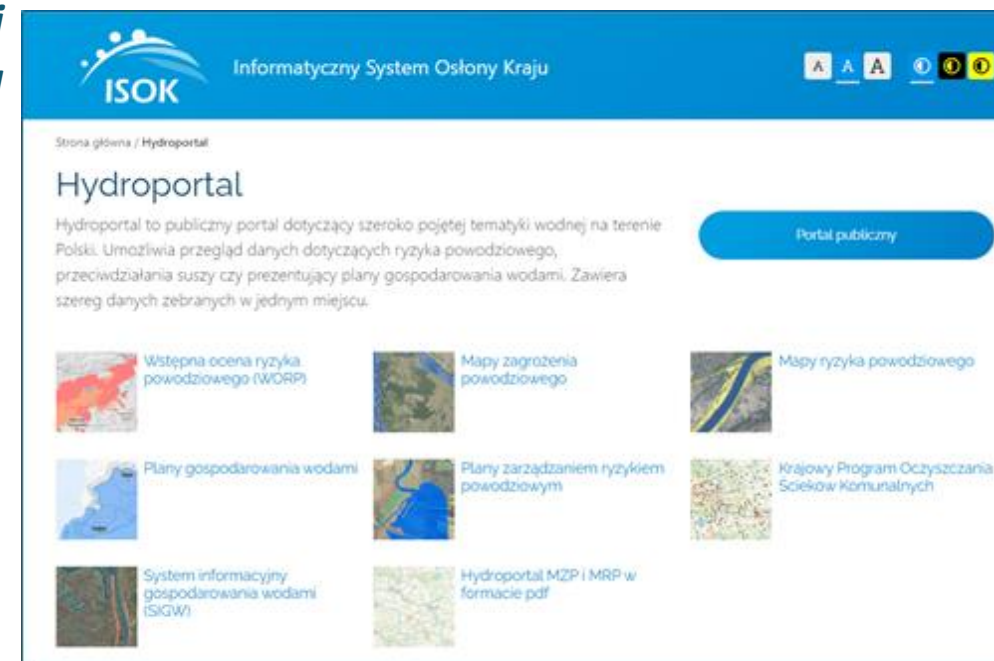 i
ISOK
Informatyczny System Osłony Kraju
A A A
Strona główna / Hydroportal
Hydroportal
Hydroportal to publiczny portal dotyczący szeroko pojętej tematyki wodnej na terenie
Polski. Umożliwia przegląd danych dotyczących ryzyka powodziowego,
przeciwdziałania suszy czy prezentujący plany gospodarowania wodami. Zawiera
szereg danych zebranych w jednym miejscu.
Portal publiczny
Wstępna ocena ryzyka
powodziowego (WORP)
Mapy zagrożenia
powodziowego
Mapy ryzyka powodziowego
Plany gospodarowania wodami
Plany zarządzaniem ryzykiem
powodziowym
Krajowy Program Oczyszczania
Ścieków Komunalnych
System informacyjny
gospodarowania wodami
(SIGW)
Hydroportal MZP i MRP w
formacie pdf